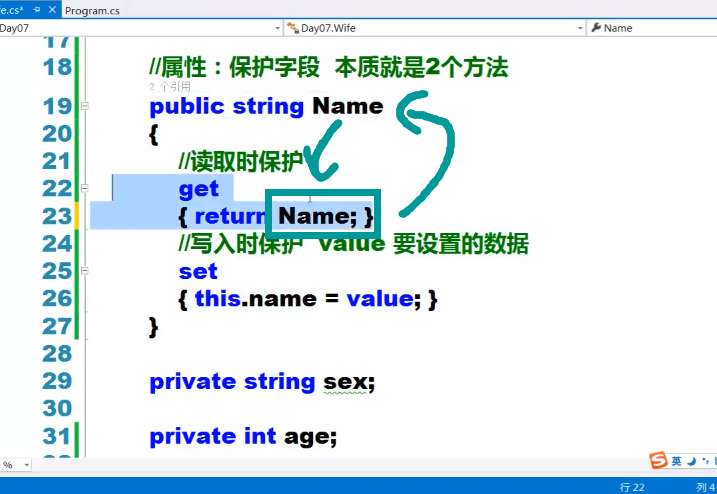 fe.cs*
Program.cs
Day07
Day07.Wife
Name
17
18 //属性：保护字段 本质就是2个方法
2 个引用
19 public string Name
20 {
21 //读取时保护
22 get
23 { return Name; }
24 //写入时保护 value 要设置的数据
25 set
26 { this.name = value; }
27 }
28
29 private string sex;
30
31 private int age;
%
英
行 22
列 4